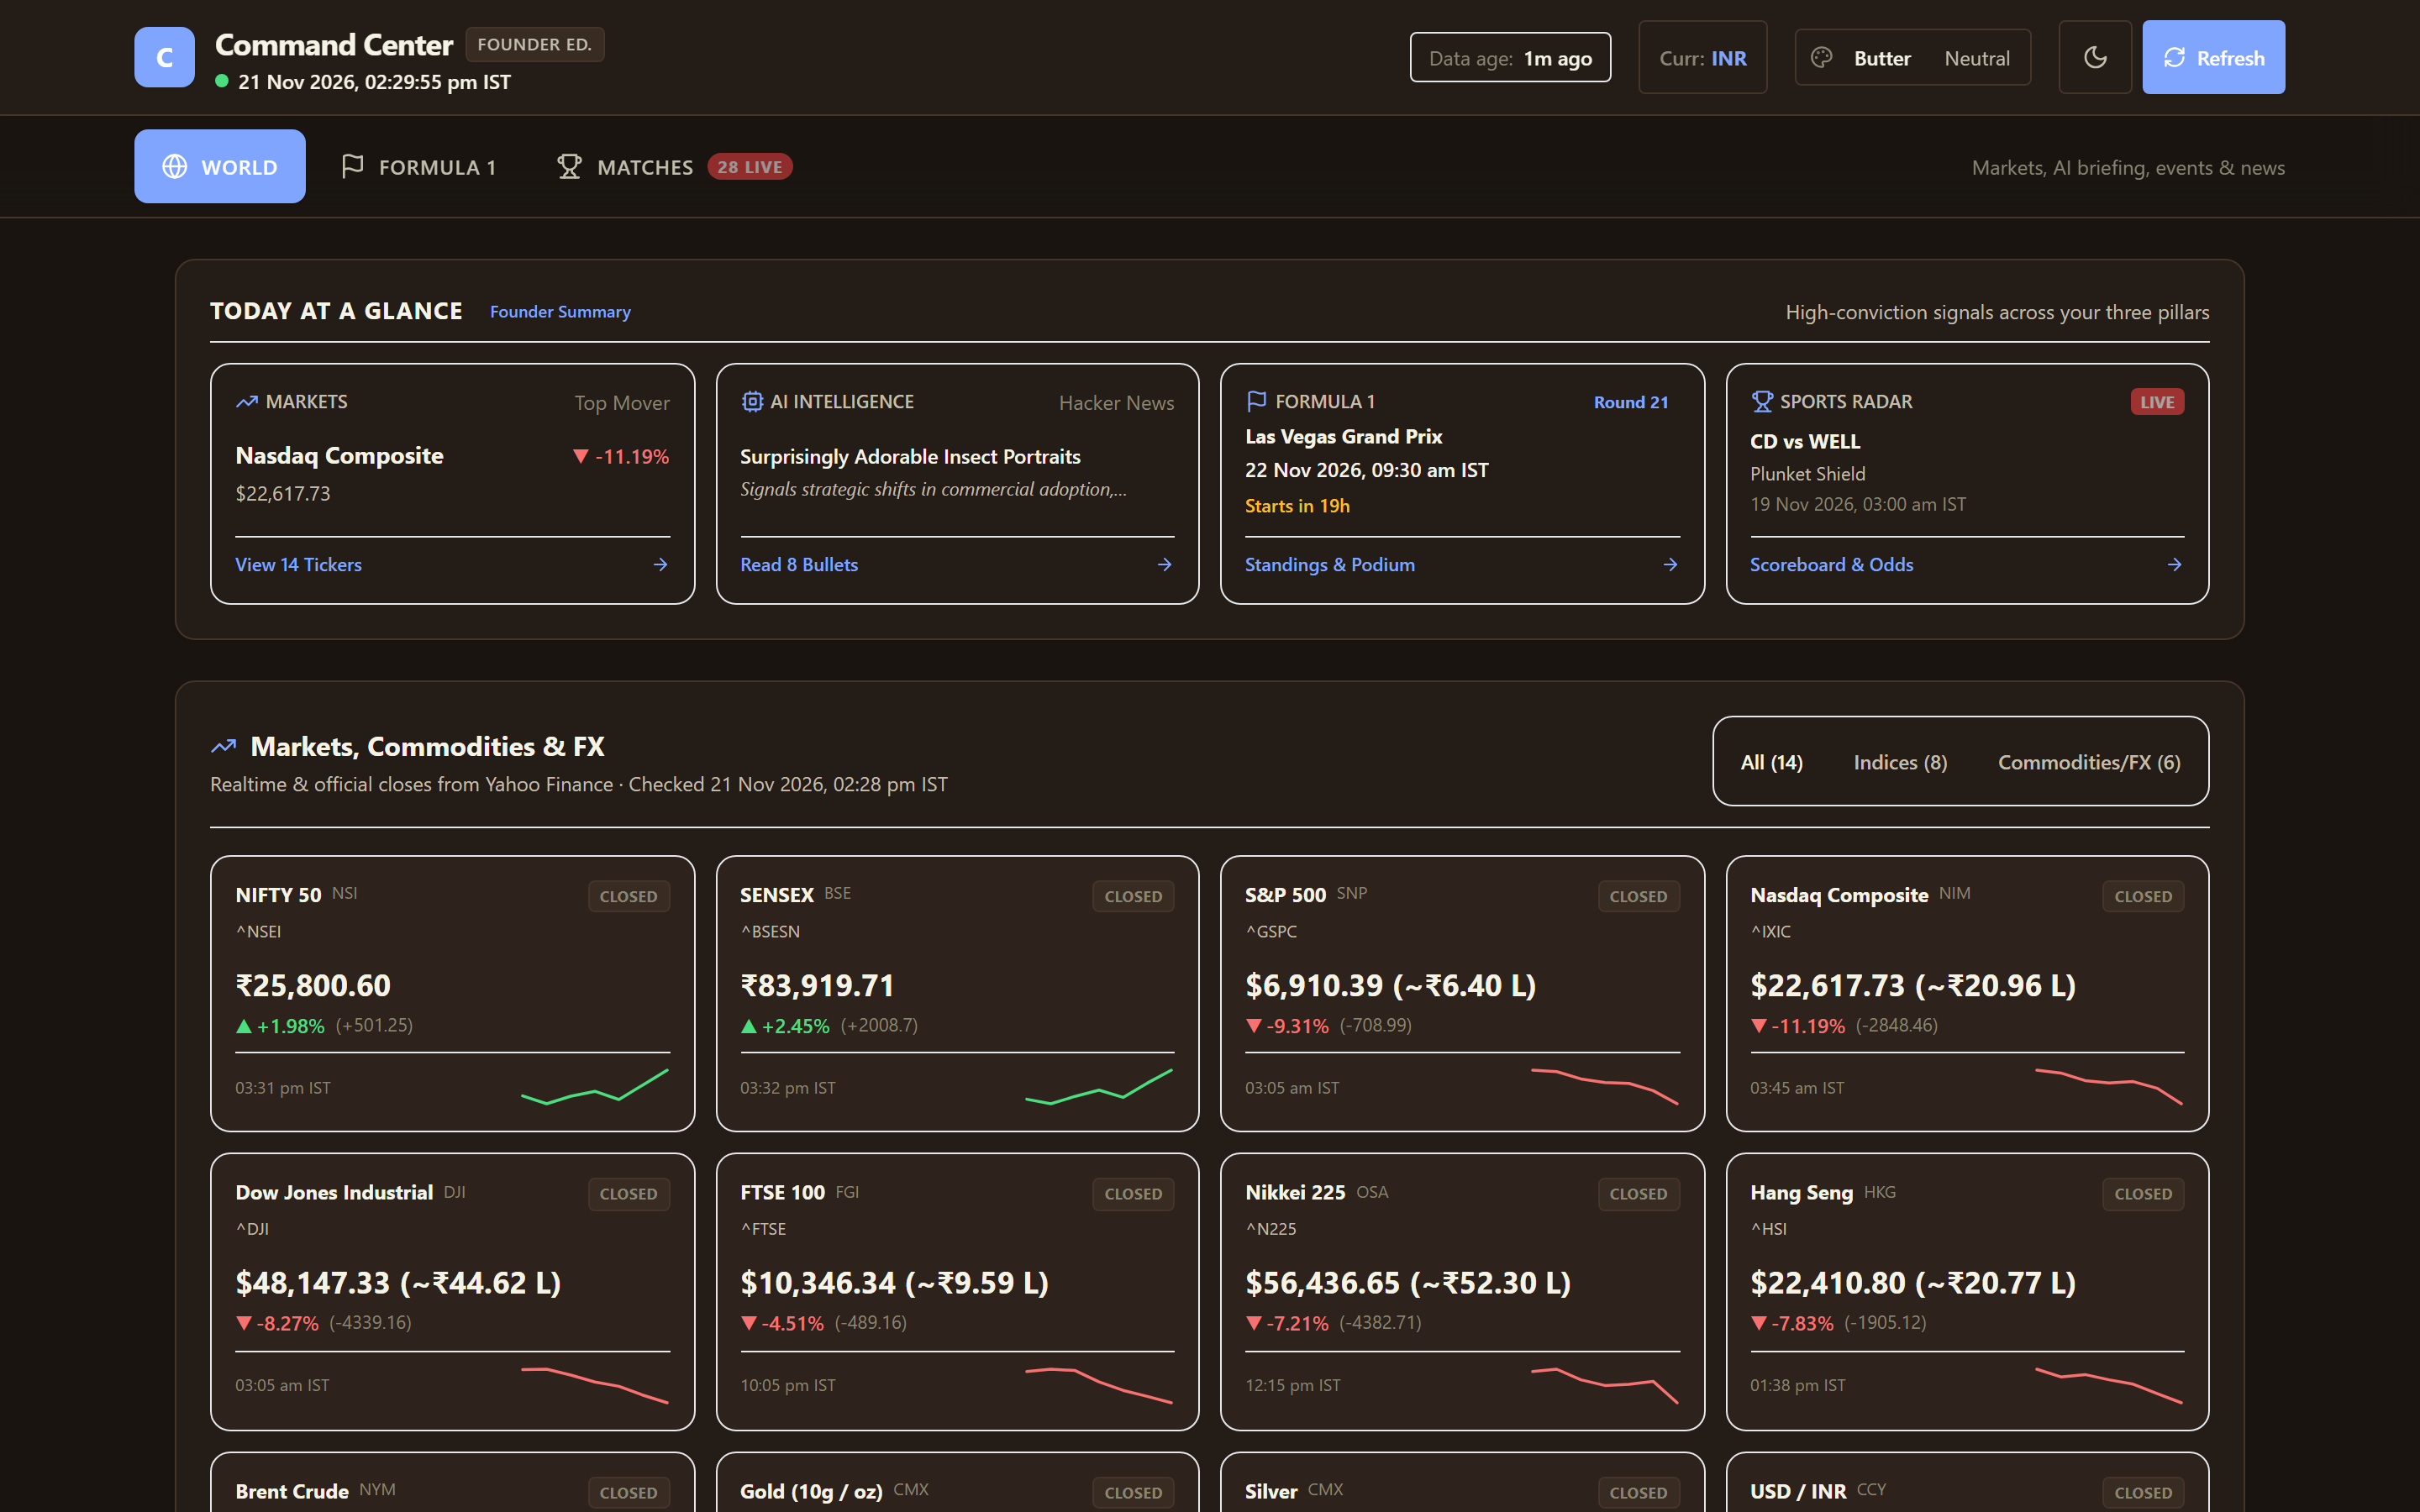 C
Command Center FOUNDER ED.
21 Nov 2026, 02:29:55 pm IST
Data age: 1m ago
Curr: INR
Butter Neutral
Refresh
WORLD
FORMULA 1
MATCHES 28 LIVE
Markets, AI briefing, events & news
TODAY AT A GLANCE Founder Summary
High-conviction signals across your three pillars
MARKETS Top Mover
Nasdaq Composite ▼ -11.19%
$22,617.73
View 14 Tickers →
AI INTELLIGENCE Hacker News
Surprisingly Adorable Insect Portraits
Signals strategic shifts in commercial adoption,...
Read 8 Bullets →
FORMULA 1 Round 21
Las Vegas Grand Prix
22 Nov 2026, 09:30 am IST
Starts in 19h
Standings & Podium →
SPORTS RADAR LIVE
CD vs WELL
Plunket Shield
19 Nov 2026, 03:00 am IST
Scoreboard & Odds →
Markets, Commodities & FX
Realtime & official closes from Yahoo Finance · Checked 21 Nov 2026, 02:28 pm IST
All (14) Indices (8) Commodities/FX (6)
NIFTY 50 NSI CLOSED
^NSEI
₹25,800.60
▲ +1.98% (+501.25)
03:31 pm IST
SENSEX BSE CLOSED
^BSESN
₹83,919.71
▲ +2.45% (+2008.7)
03:32 pm IST
S&P 500 SNP CLOSED
^GSPC
$6,910.39 (~₹6.40 L)
▼ -9.31% (-708.99)
03:05 am IST
Nasdaq Composite NIM CLOSED
^IXIC
$22,617.73 (~₹20.96 L)
▼ -11.19% (-2848.46)
03:45 am IST
Dow Jones Industrial DJI CLOSED
^DJI
$48,147.33 (~₹44.62 L)
▼ -8.27% (-4339.16)
03:05 am IST
FTSE 100 FGI CLOSED
^FTSE
$10,346.34 (~₹9.59 L)
▼ -4.51% (-489.16)
10:05 pm IST
Nikkei 225 OSA CLOSED
^N225
$56,436.65 (~₹52.30 L)
▼ -7.21% (-4382.71)
12:15 pm IST
Hang Seng HKG CLOSED
^HSI
$22,410.80 (~₹20.77 L)
▼ -7.83% (-1905.12)
01:38 pm IST
Brent Crude NYM CLOSED
Gold (10g / oz) CMX CLOSED
Silver CMX CLOSED
USD / INR CCY CLOSED